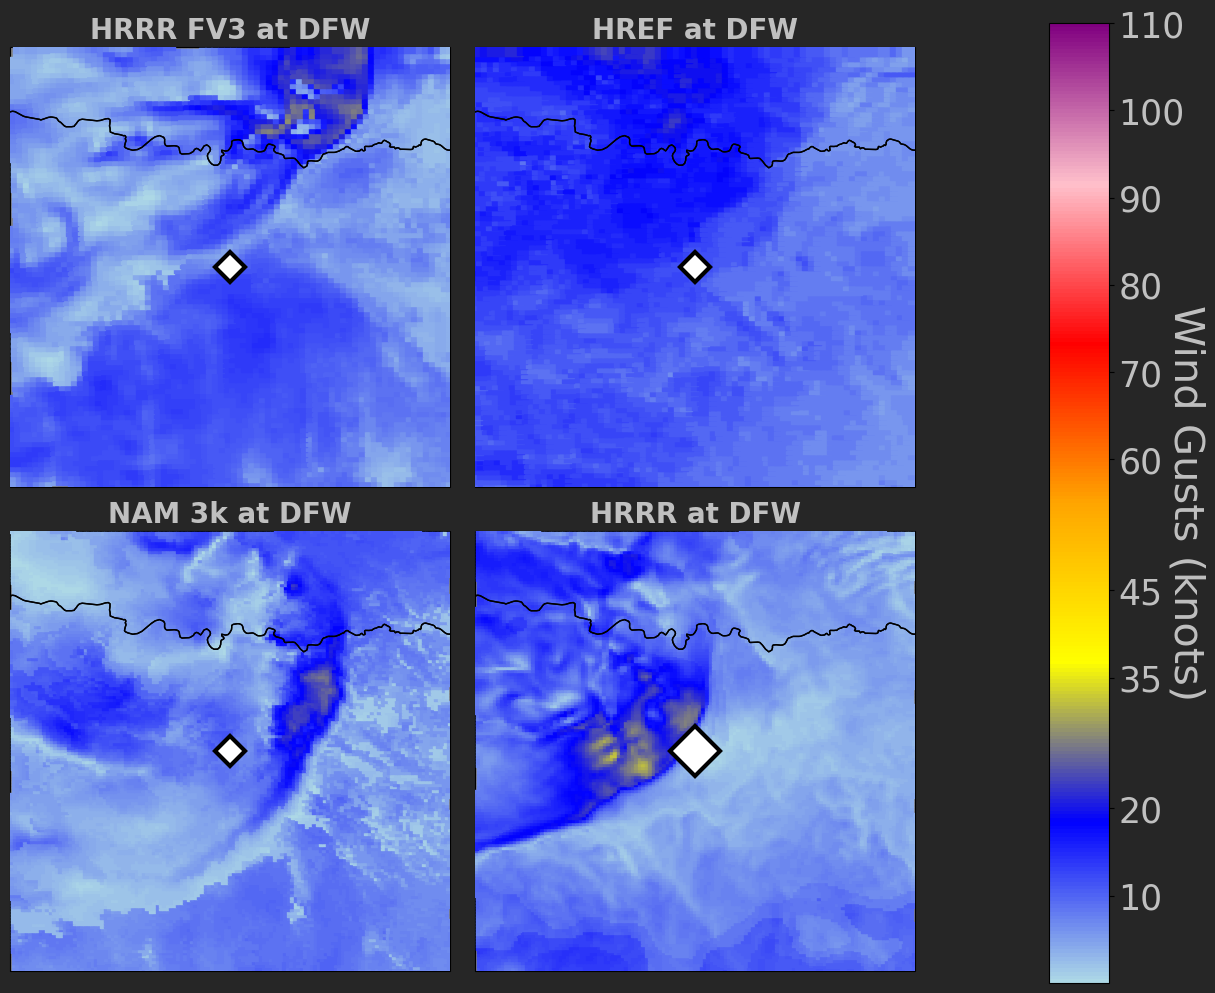 HRRR FV3 at DFW
HREF at DFW
NAM 3k at DFW
HRRR at DFW
110
100
90
80
70
60
45
35
20
10
Wind Gusts (knots)